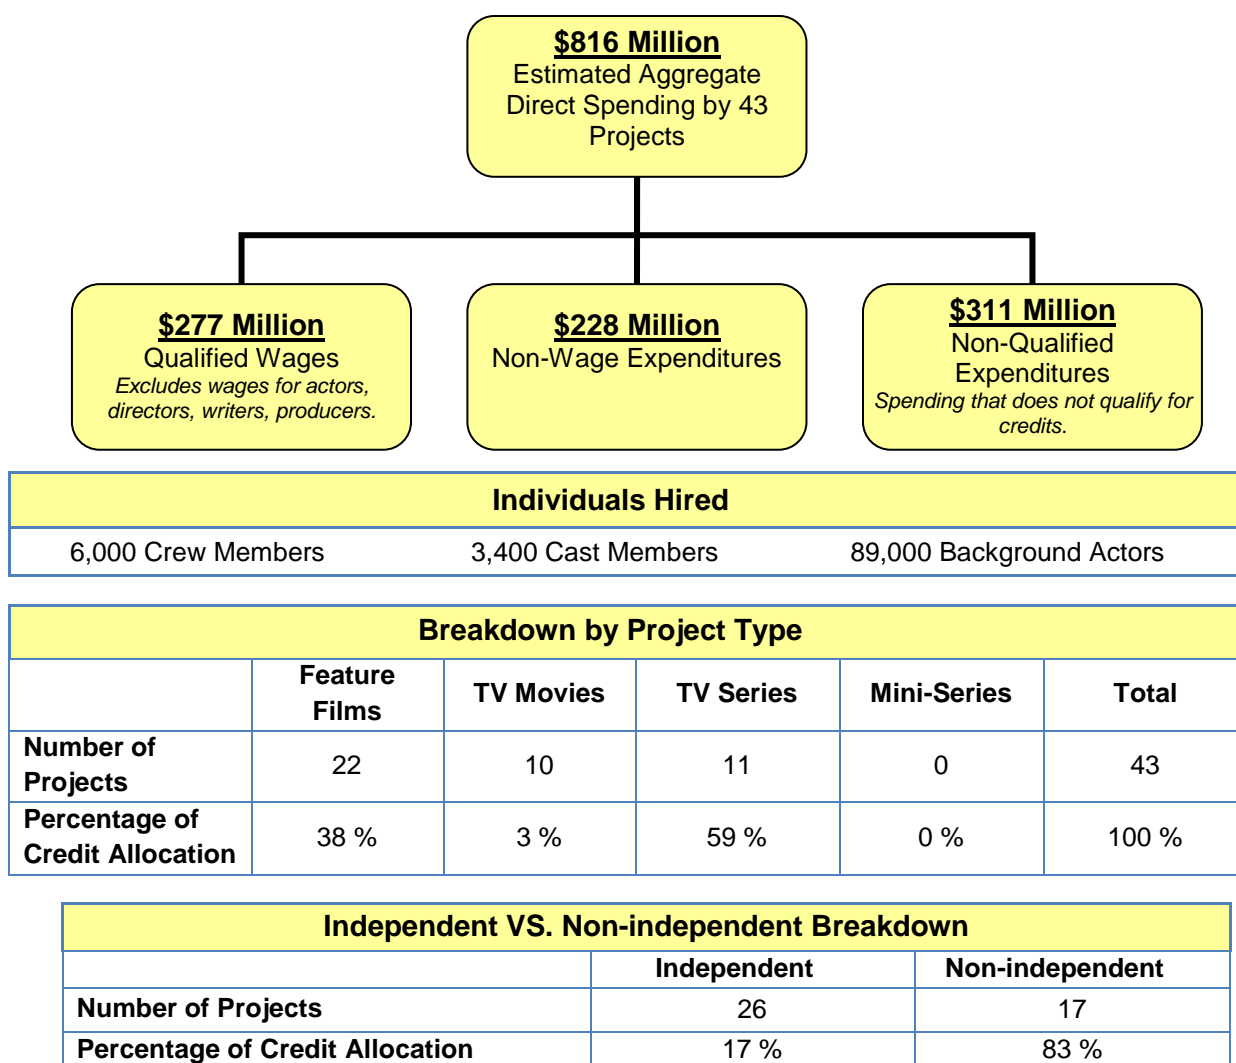 $816 Million
Estimated Aggregate
Direct Spending by 43
Projects
$277 Million
Qualified Wages
Excludes wages for actors,
directors, writers, producers.
$228 Million
Non-Wage Expenditures
$311 Million
Non-Qualified
Expenditures
Spending that does not qualify for
credits.
Individuals Hired
6,000 Crew Members 3,400 Cast Members 89,000 Background Actors
Breakdown by Project Type
Feature
Films TV Movies TV Series Mini-Series Total
Number of
Projects 22 10 11 0 43
Percentage of
Credit Allocation 38 % 3 % 59 % 0 % 100 %
Independent VS. Non-independent Breakdown
Independent Non-independent
Number of Projects 26 17
Percentage of Credit Allocation 17 % 83 %